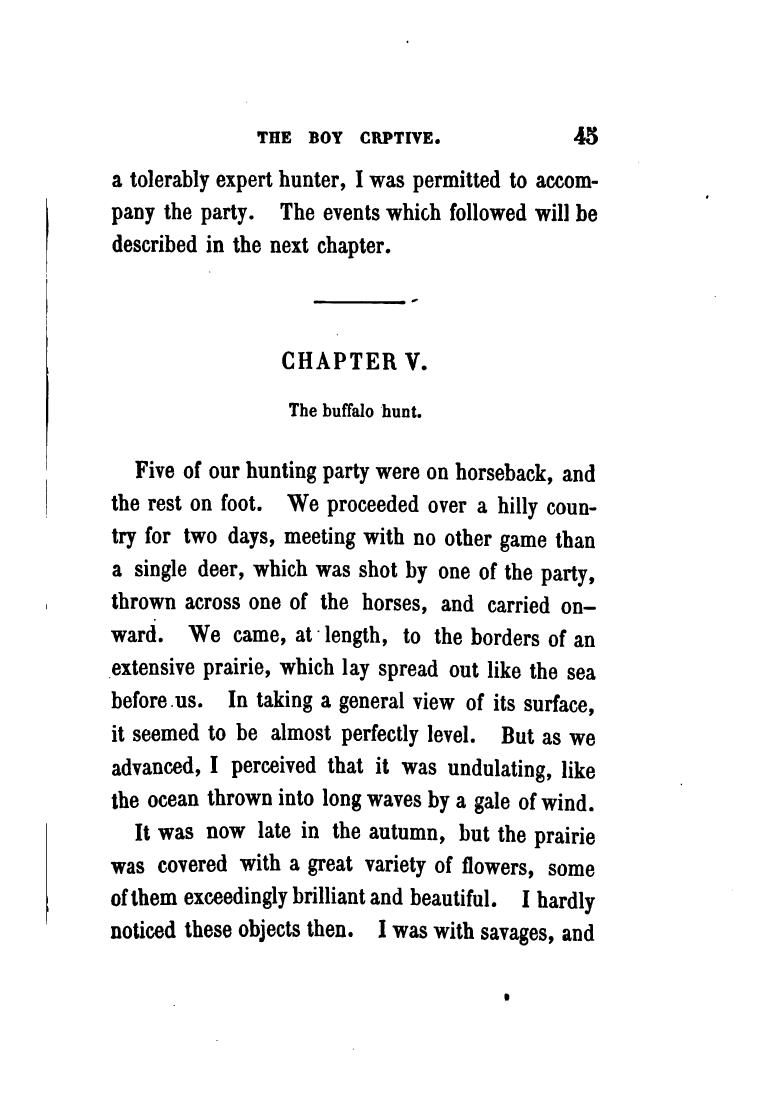 THE BOY CRPTIVE. 45
a tolerably expert hunter, I was permitted to accom-
pany the party. The events which followed will be
described in the next chapter.
CHAPTER V.
The buffalo hunt.
Five of our hunting party were on horseback, and
the rest on foot. We proceeded over a hilly coun-
try for two days, meeting with no other game than
a single deer, which was shot by one of the party,
thrown across one of the horses, and carried on-
ward. We came, at length, to the borders of an
extensive prairie, which lay spread out like the sea
before us. In taking a general view of its surface,
it seemed to be almost perfectly level. But as we
advanced, I perceived that it was undulating, like
the ocean thrown into long waves by a gale of wind.
It was now late in the autumn, but the prairie
was covered with a great variety of flowers, some
of them exceedingly brilliant and beautiful. I hardly
noticed these objects then. I was with savages, and